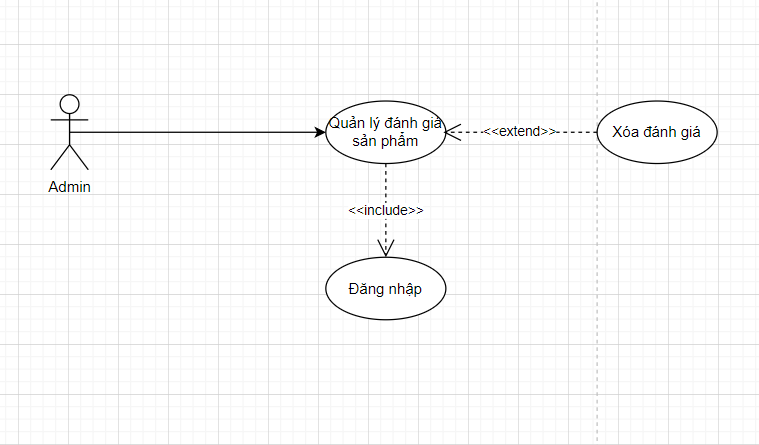 Quản lý đánh giá
sản phẩm
<<extend>>
Xóa đánh giá
Admin
<<include>>
Đăng nhập